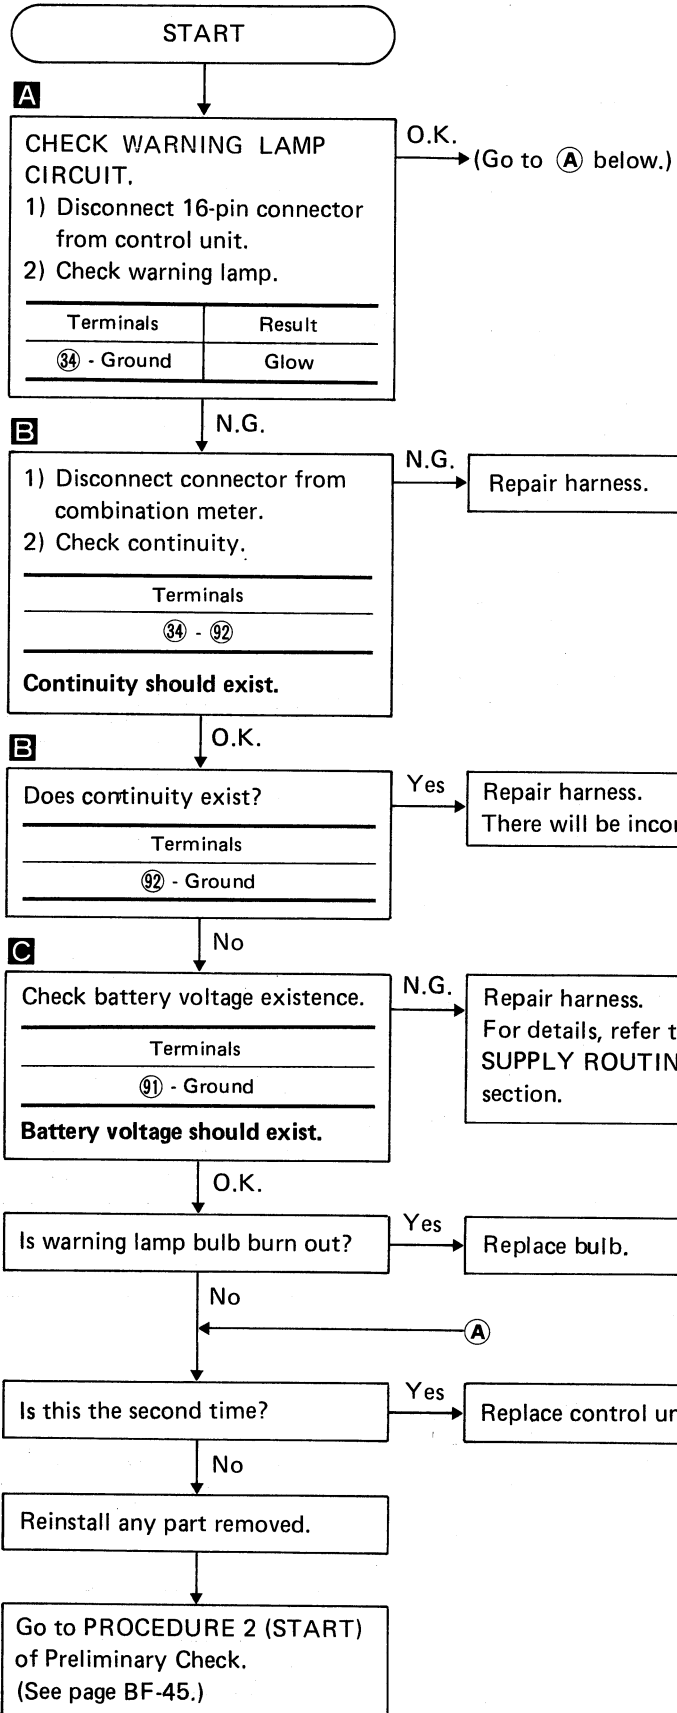 START
A
CHECK WARNING LAMP
CIRCUIT.
1) Disconnect 16-pin connector
from control unit.
2) Check warning lamp.
Terminals Result
34 - Ground Glow
O.K.
(Go to A below.)
N.G.
B
1) Disconnect connector from
combination meter.
2) Check continuity.
Terminals
34 - 92
Continuity should exist.
N.G.
Repair harness.
O.K.
B
Does continuity exist?
Terminals
92 - Ground
Yes
Repair harness.
There will be
No
C
Check battery voltage existence.
Terminals
91 - Ground
Battery voltage should exist.
N.G.
Repair harness.
For details, refer
SUPPLY
section.
O.K.
Is warning lamp bulb burn out?
Yes
Replace bulb.
No
A
Is this the second time?
Yes
Replace control
No
Reinstall any part removed.
Go to PROCEDURE 2 (START)
of Preliminary Check.
(See page BF-45.)